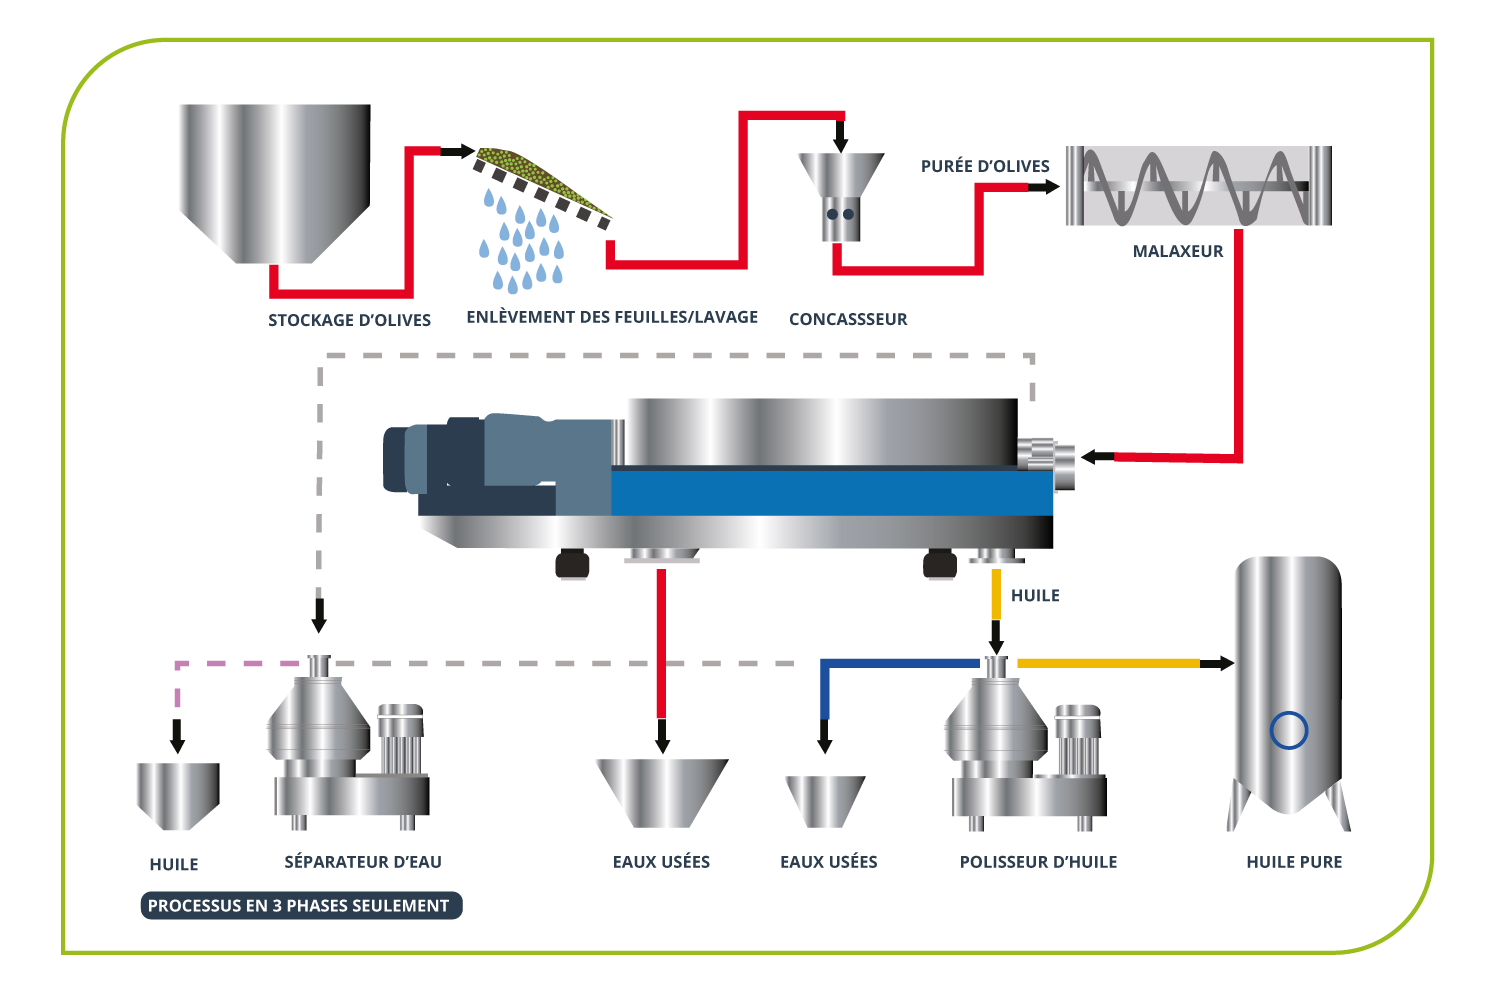 PURÉE D’OLIVES
MALAXEUR
STOCKAGE D’OLIVES
ENLÈVEMENT DES FEUILLES/LAVAGE
CONCASSSEUR
HUILE
HUILE
SÉPARATEUR D’EAU
EAUX USÉES
EAUX USÉES
POLISSEUR D’HUILE
HUILE PURE
PROCESSUS EN 3 PHASES SEULEMENT